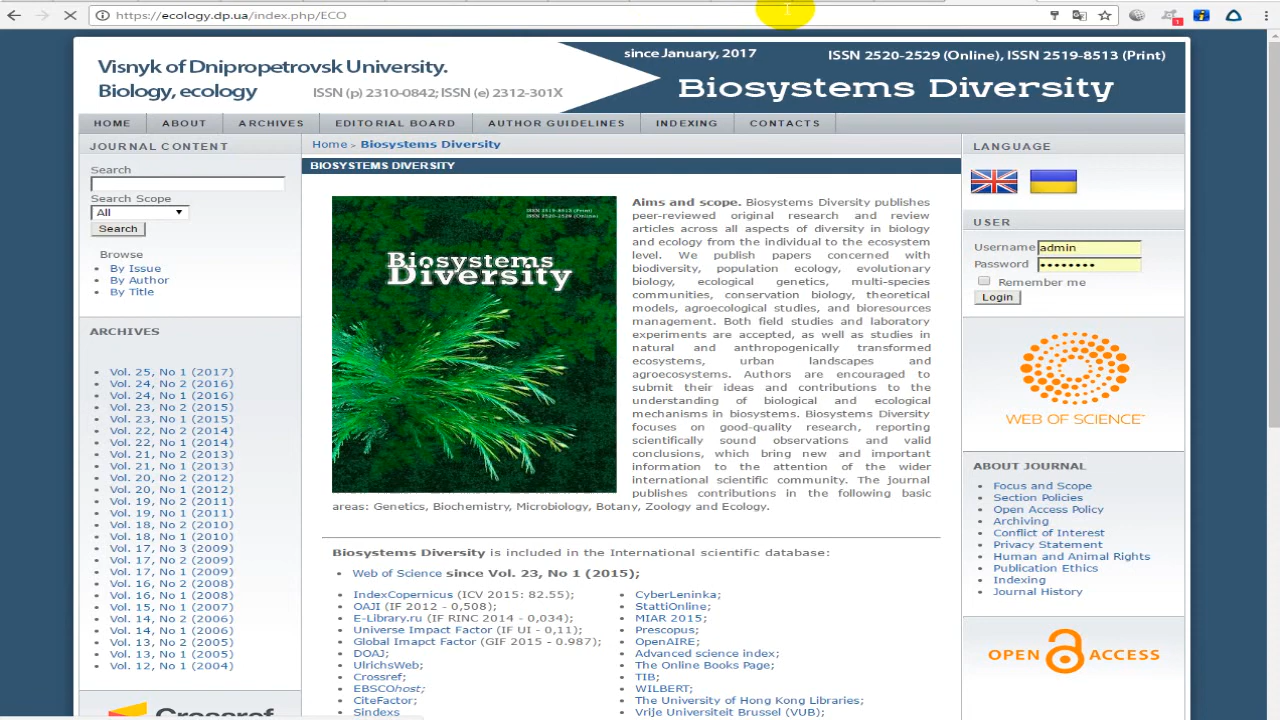 https://ecology.dp.ua/index.php/ECO
Visnyk of Dnipropetrovsk University.
Biology, ecology
ISSN (p) 2310-0842; ISSN (e) 2312-301X
since January, 2017
ISSN 2520-2529 (Online), ISSN 2519-8513 (Print)
Biosystems Diversity
HOME
ABOUT
ARCHIVES
EDITORIAL BOARD
AUTHOR GUIDELINES
INDEXING
CONTACTS
JOURNAL CONTENT
Search
Search Scope
All
Search
Browse
By Issue
By Author
By Title
ARCHIVES
Vol. 25, No 1 (2017)
Vol. 24, No 2 (2016)
Vol. 24, No 1 (2016)
Vol. 23, No 2 (2015)
Vol. 23, No 1 (2015)
Vol. 22, No 2 (2014)
Vol. 22, No 1 (2014)
Vol. 21, No 2 (2013)
Vol. 21, No 1 (2013)
Vol. 20, No 2 (2012)
Vol. 20, No 1 (2012)
Vol. 19, No 2 (2011)
Vol. 19, No 1 (2011)
Vol. 18, No 2 (2010)
Vol. 18, No 1 (2010)
Vol. 17, No 3 (2009)
Vol. 17, No 2 (2009)
Vol. 17, No 1 (2009)
Vol. 16, No 2 (2008)
Vol. 16, No 1 (2008)
Vol. 15, No 1 (2007)
Vol. 14, No 2 (2006)
Vol. 14, No 1 (2006)
Vol. 13, No 2 (2005)
Vol. 13, No 1 (2005)
Vol. 12, No 1 (2004)
Crossref
Home > Biosystems Diversity
BIOSYSTEMS DIVERSITY
ISSN 2519-8513 (Print)
ISSN 2520-2529 (Online)
Biosystems
Diversity
Aims and scope. Biosystems Diversity publishes
peer-reviewed original research and review
articles across all aspects of diversity in biology
and ecology from the individual to the ecosystem
level. We publish papers concerned with
biodiversity, population ecology, evolutionary
biology, ecological genetics, multi-species
communities, conservation biology, theoretical
models, agroecological studies, and bioresources
management. Both field studies and laboratory
experiments are accepted, as well as studies in
natural and anthropogenically transformed
ecosystems, urban landscapes and
agroecosystems. Authors are encouraged to
submit their ideas and contributions to the
understanding of biological and ecological
mechanisms in biosystems. Biosystems Diversity
focuses on good-quality research, reporting
scientifically sound observations and valid
conclusions, which bring new and important
information to the attention of the wider
international scientific community. The journal
publishes contributions in the following basic
areas: Genetics, Biochemistry, Microbiology, Botany, Zoology and Ecology.
Biosystems Diversity is included in the International scientific database:
Web of Science since Vol. 23, No 1 (2015);
IndexCopernicus (ICV 2015: 82.55);
OAJI (IF 2012 - 0,508);
E-Library.ru (IF RINC 2014 - 0,034);
Universe Impact Factor (IF UI - 0,11);
Global Imapct Factor (GIF 2015 - 0.987);
DOAJ;
UlrichsWeb;
Crossref;
EBSCOhost;
CiteFactor;
Sindexs
CyberLeninka;
StattiOnline;
MIAR 2015;
Prescopus;
OpenAIRE;
Advanced science index;
The Online Books Page;
TIB;
WILBERT;
The University of Hong Kong Libraries;
Vrije Universiteit Brussel (VUB);
LANGUAGE
USER
Username admin
Password ••••••••
Remember me
Login
WEB OF SCIENCE™
ABOUT JOURNAL
Focus and Scope
Section Policies
Open Access Policy
Archiving
Conflict of Interest
Privacy Statement
Human and Animal Rights
Publication Ethics
Indexing
Journal History
OPEN ACCESS